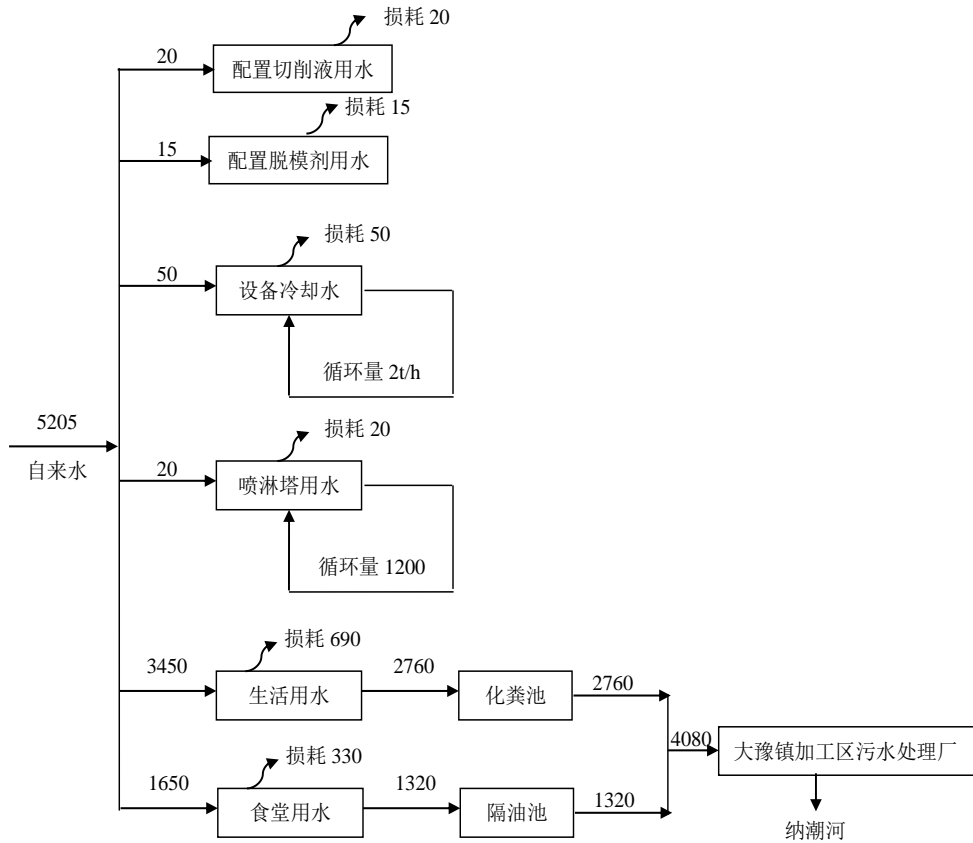 损耗 20
20
配置切削液用水
损耗 15
15
配置脱模剂用水
损耗 50
50
设备冷却水
循环量 2t/h
5205
自来水
损耗 20
20
喷淋塔用水
循环量 1200
损耗 690
3450
生活用水
2760
化粪池
2760
4080
大豫镇加工区污水处理厂
损耗 330
1650
食堂用水
1320
隔油池
1320
纳潮河